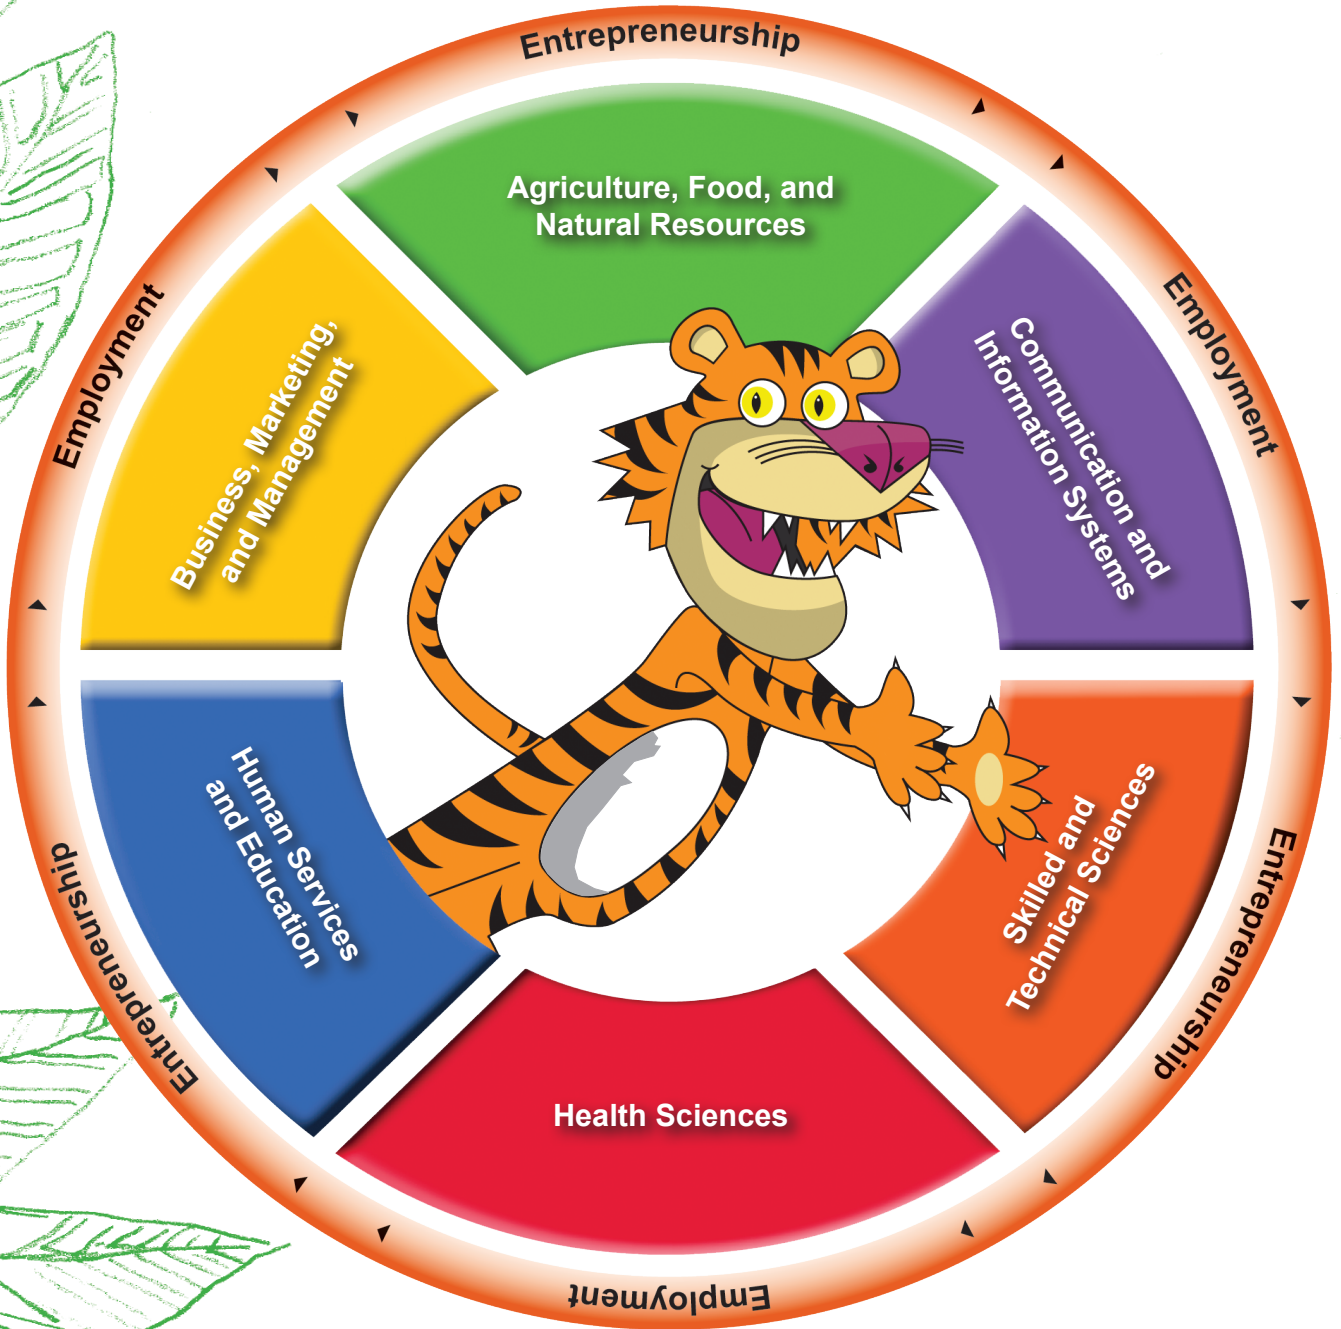 Entrepreneurship
Employment
Entrepreneurship
Employment
Entrepreneurship
Employment
Agriculture, Food, and
Natural Resources
Communication and
Information Systems
Skilled and
Technical Sciences
Health Sciences
Human Services
and Education
Business, Marketing,
and Management